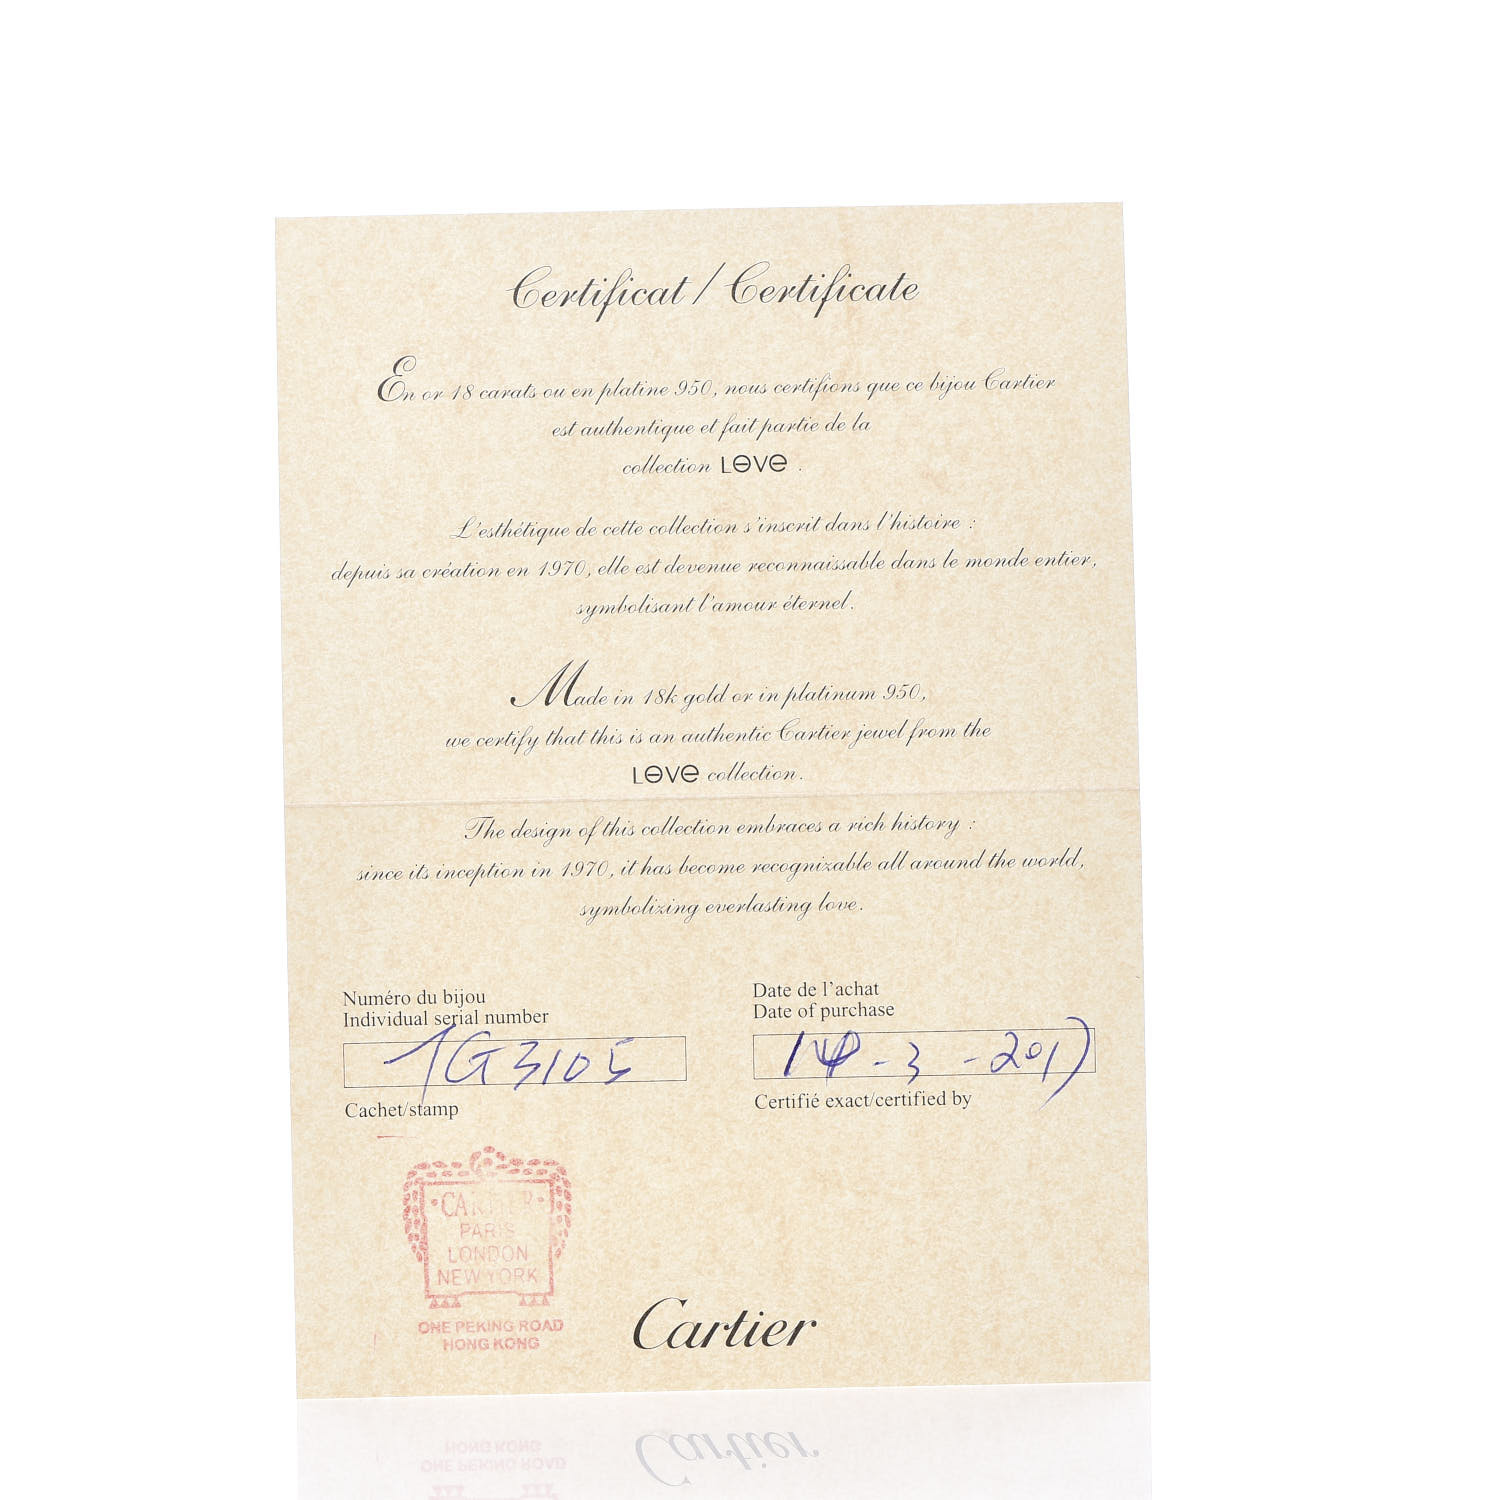 Certificat / Certificate
En or 18 carats ou en platine 950, nous certifions que ce bijou Cartier
est authentique et fait partie de la
collection LOVE .
L'esthétique de cette collection s'inscrit dans l'histoire :
depuis sa création en 1970, elle est devenue reconnaissable dans le monde entier,
symbolisant l'amour éternel.
Made in 18k gold or in platinum 950,
we certify that this is an authentic Cartier jewel from the
LOVE collection.
The design of this collection embraces a rich history :
since its inception in 1970, it has become recognizable all around the world,
symbolizing everlasting love.
Numéro du bijou
Individual serial number
Date de l'achat
Date of purchase
G3105
-3-2017
Cachet/stamp
Certifié exact/certified by
·CARTIER·
PARIS
LONDON
NEW YORK
ONE PEKING ROAD
HONG KONG
Cartier